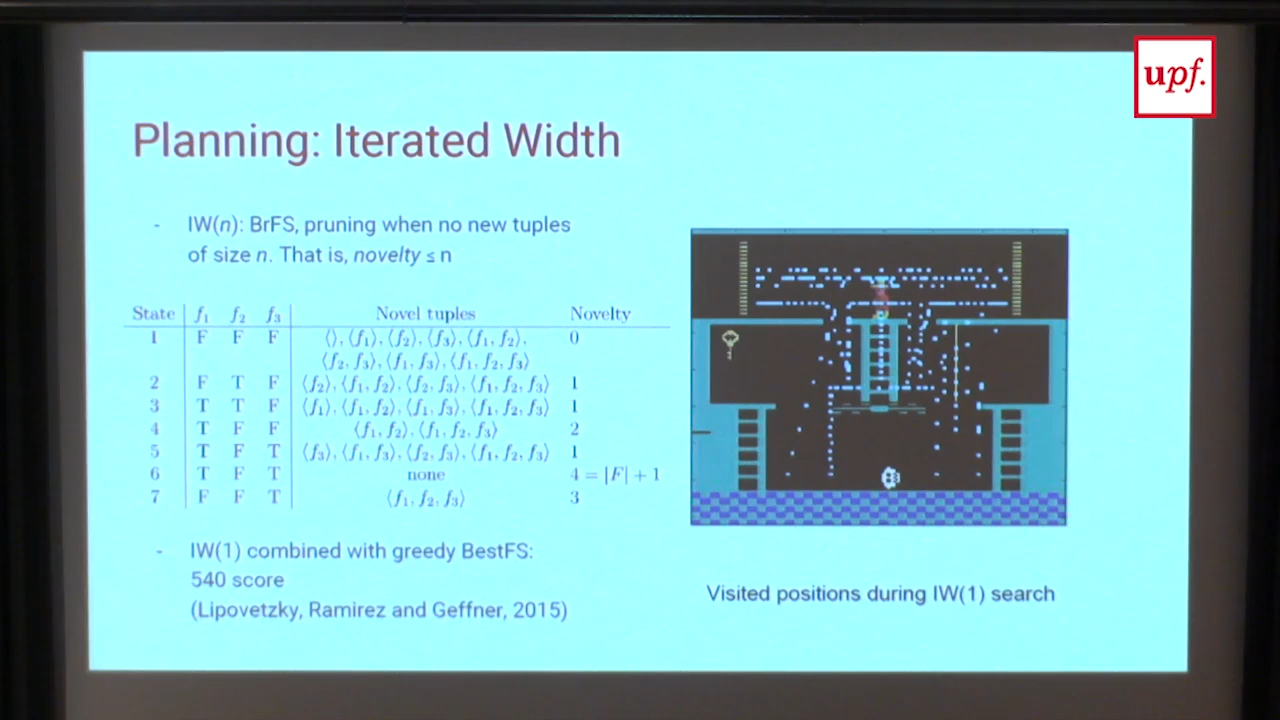 upf.
Planning: Iterated Width
- IW(n): BrFS, pruning when no new tuples
of size n. That is, novelty ≤ n
State f₁ f₂ f₃ Novel tuples Novelty
1 F F F ⟨⟩, ⟨f₁⟩, ⟨f₂⟩, ⟨f₃⟩, ⟨f₁, f₂⟩, 0
⟨f₂, f₃⟩, ⟨f₁, f₃⟩, ⟨f₁, f₂, f₃⟩
2 F T F ⟨f₂⟩, ⟨f₁, f₂⟩, ⟨f₂, f₃⟩, ⟨f₁, f₂, f₃⟩ 1
3 T T F ⟨f₁⟩, ⟨f₁, f₂⟩, ⟨f₁, f₃⟩, ⟨f₁, f₂, f₃⟩ 1
4 T F F ⟨f₁, f₂⟩, ⟨f₁, f₂, f₃⟩ 2
5 T F T ⟨f₃⟩, ⟨f₁, f₃⟩, ⟨f₂, f₃⟩, ⟨f₁, f₂, f₃⟩ 1
6 T F T none 4 = |F| + 1
7 F F T ⟨f₁, f₂, f₃⟩ 3
- IW(1) combined with greedy BestFS:
540 score
(Lipovetzky, Ramirez and Geffner, 2015)
Visited positions during IW(1) search